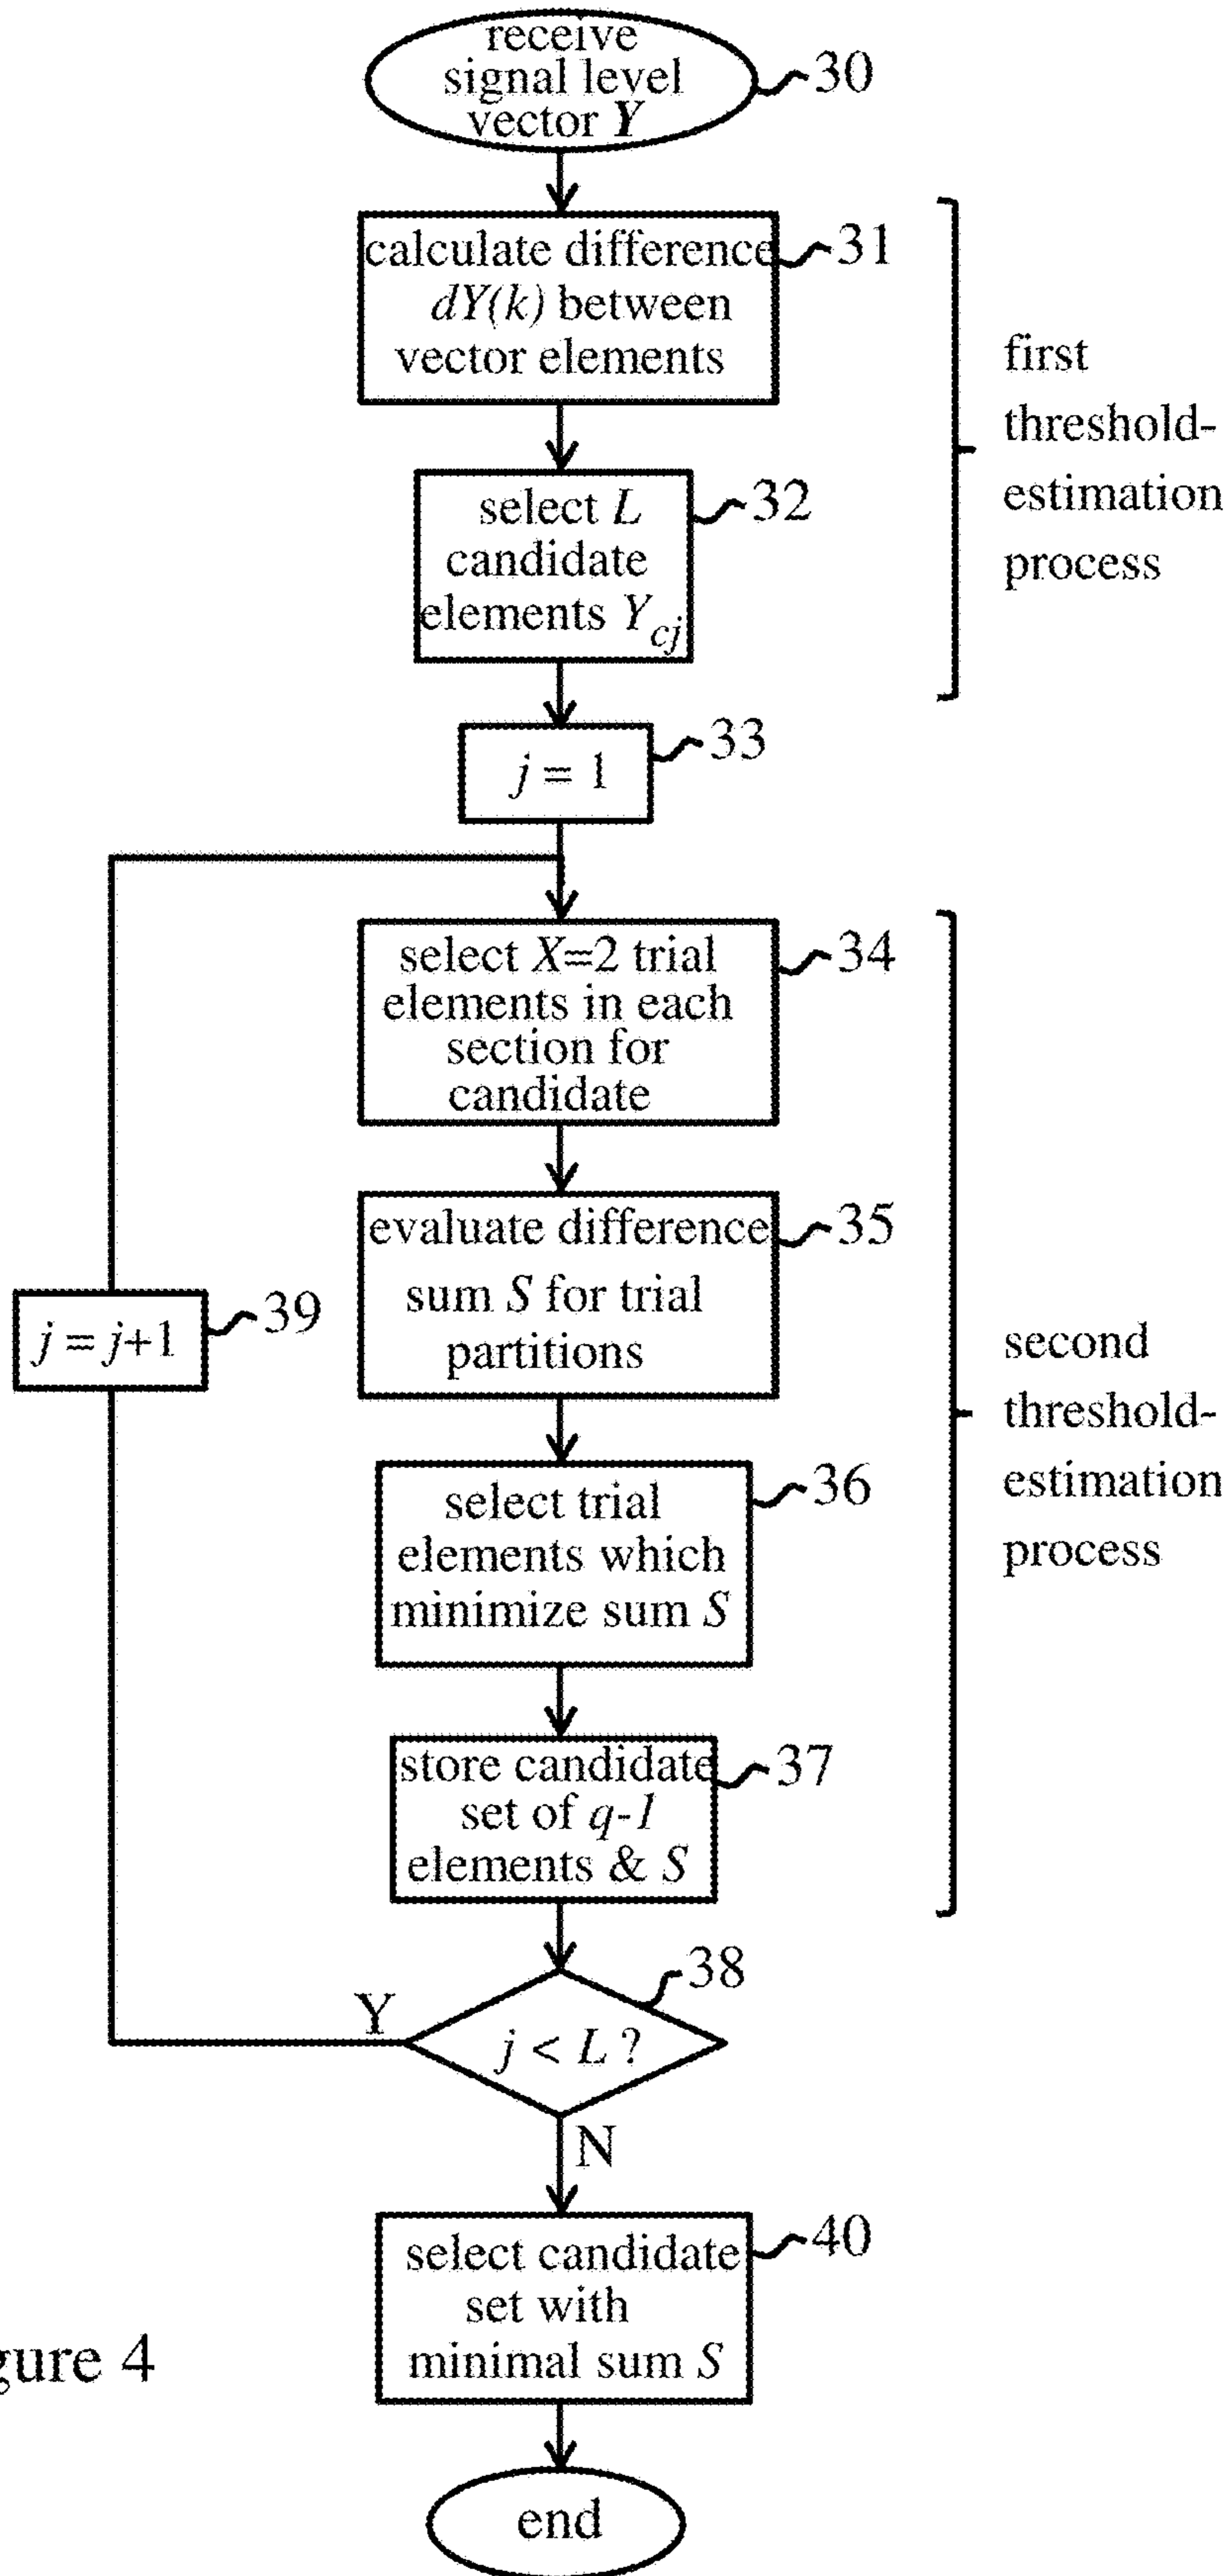 receive
signal level
vector Y
30
calculate difference
dY(k) between
vector elements
31
first
threshold-
estimation
process
select L
candidate
elements Ycj
32
j = 1
33
select X=2 trial
elements in each
section for
candidate
34
evaluate difference
sum S for trial
partitions
35
j = j+1
39
second
threshold-
estimation
process
select trial
elements which
minimize sum S
36
store candidate
set of q-1
elements & S
37
38
Y
j < L ?
N
select candidate
set with
minimal sum S
40
gure 4
end